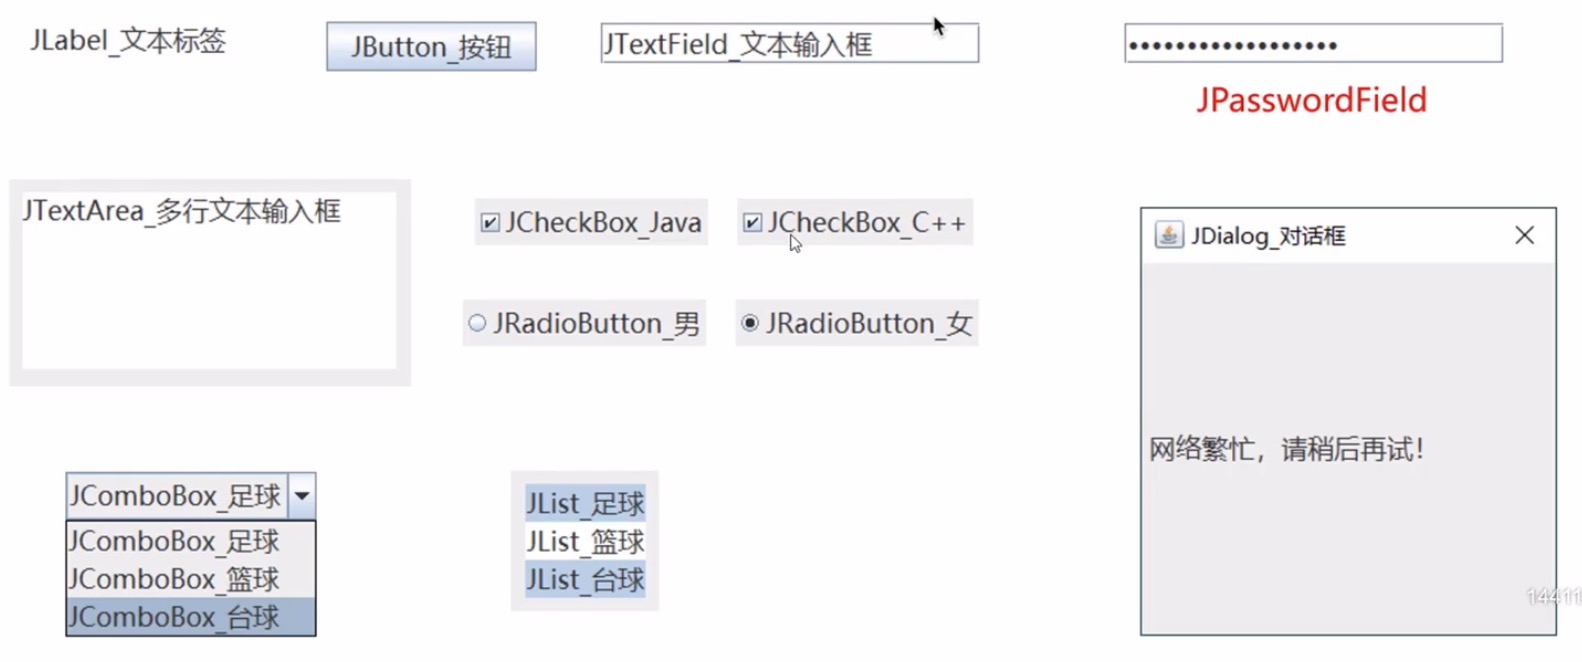 JLabel_文本标签
JButton_按钮
JTextField_文本输入框
••••••••••••••••••
JPasswordField
JTextArea_多行文本输入框
JCheckBox_Java
JCheckBox_C++
JRadioButton_男
JRadioButton_女
JDialog_对话框
网络繁忙，请稍后再试！
JComboBox_足球
JComboBox_足球
JComboBox_篮球
JComboBox_台球
JList_足球
JList_篮球
JList_台球
14411